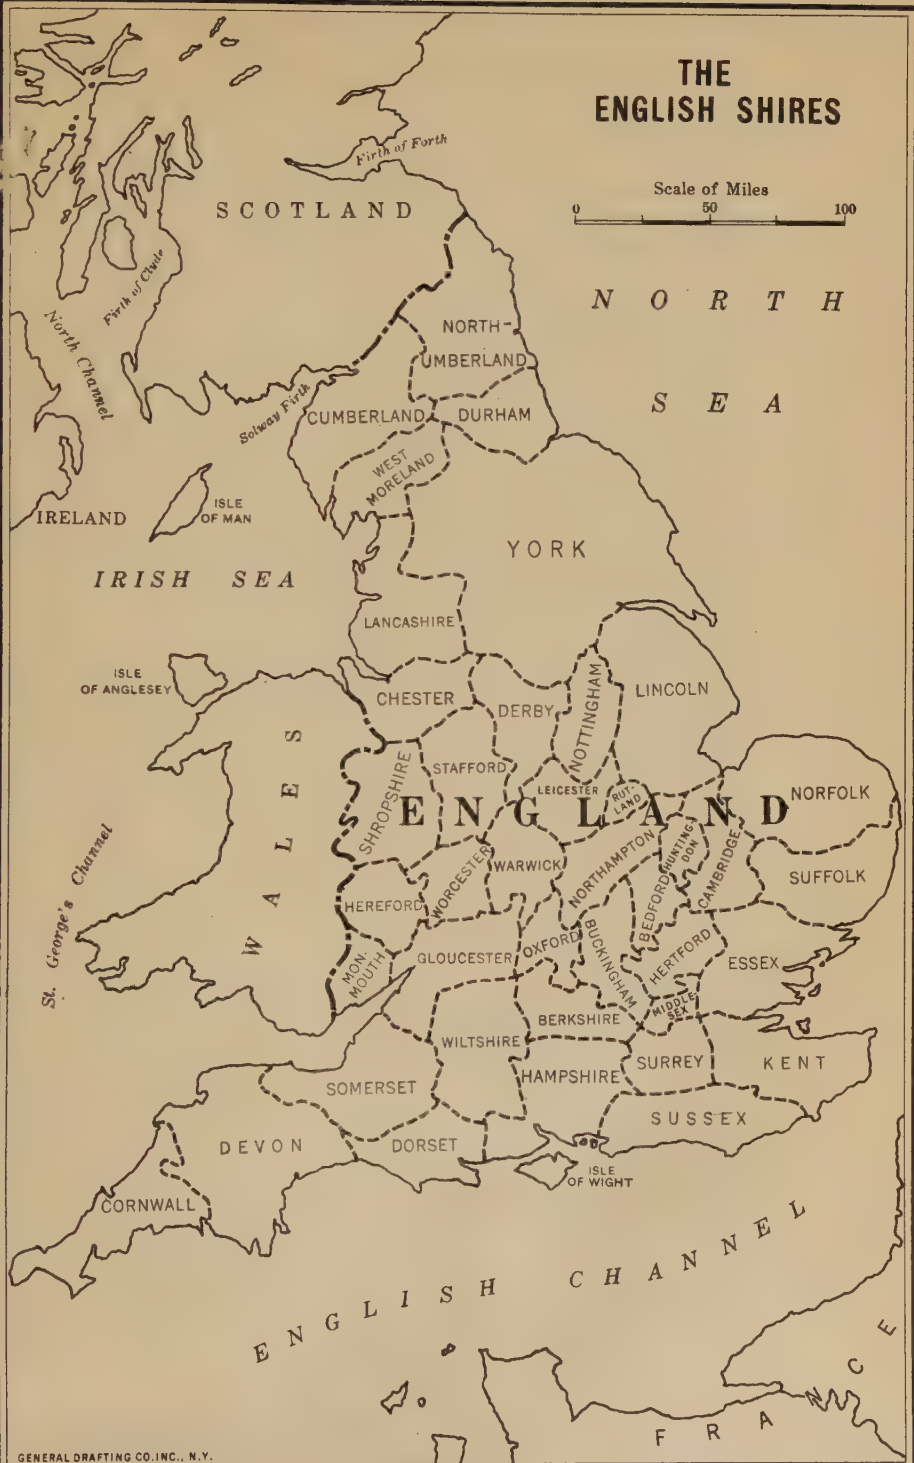 THE
ENGLISH SHIRES
Scale of Miles
0 50 100
Firth of Forth
SCOTLAND
Firth of Clyde
North Channel
NORTH
SEA
NORTH-
UMBERLAND
Solway Firth
CUMBERLAND
DURHAM
WEST
MORELAND
ISLE
OF MAN
IRELAND
YORK
IRISH SEA
LANCASHIRE
ISLE
OF ANGLESEY
CHESTER
DERBY
NOTTINGHAM
LINCOLN
WALES
SHROPSHIRE
STAFFORD
LEICESTER
RUT-
LAND
ENGLAND
NORFOLK
St. George's Channel
HEREFORD
WORCESTER
WARWICK
NORTHAMPTON
HUNTING-
DON
CAMBRIDGE
SUFFOLK
BEDFORD
MON-
MOUTH
GLOUCESTER
OXFORD
BUCKINGHAM
HERTFORD
ESSEX
MIDDLE-
SEX
BERKSHIRE
WILTSHIRE
SOMERSET
HAMPSHIRE
SURREY
KENT
SUSSEX
DEVON
DORSET
ISLE
OF WIGHT
CORNWALL
ENGLISH CHANNEL
FRANCE
GENERAL DRAFTING CO.INC., N.Y.